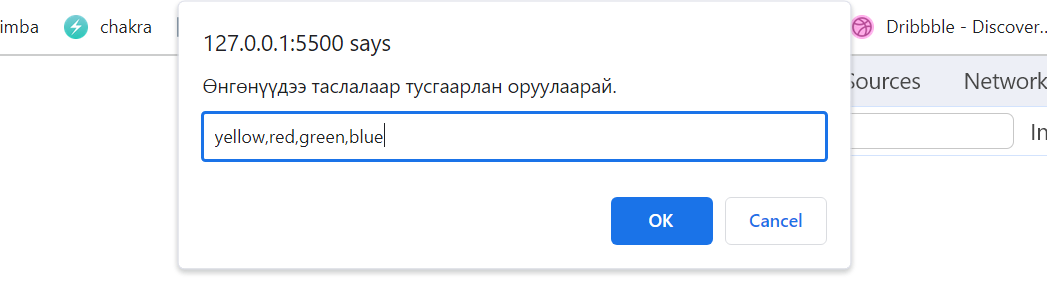 imba chakra Dribbble - Discover...
127.0.0.1:5500 says
Өнгөнүүдээ таслалаар тусгаарлан оруулаарай.
Sources Network
yellow,red,green,blue
In
OK Cancel